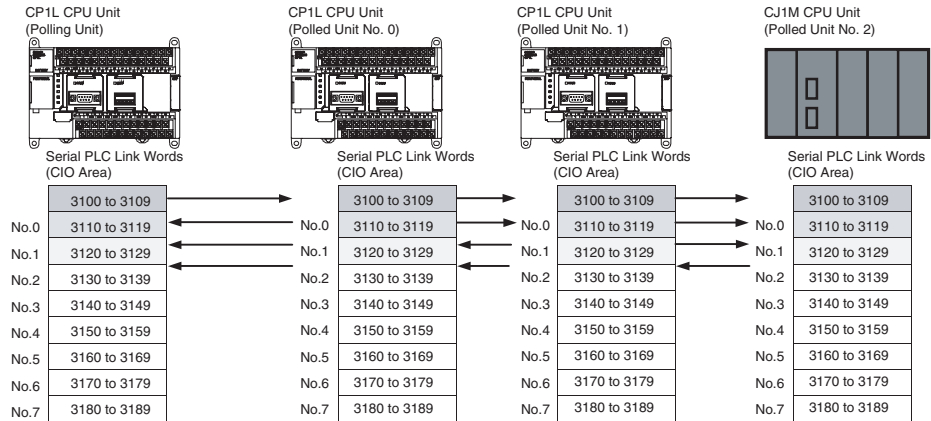 CP1L CPU Unit
(Polling Unit)
CP1L CPU Unit
(Polled Unit No. 0)
CP1L CPU Unit
(Polled Unit No. 1)
CJ1M CPU Unit
(Polled Unit No. 2)
Serial PLC Link Words
(CIO Area)
3100 to 3109
No.0 3110 to 3119
No.1 3120 to 3129
No.2 3130 to 3139
No.3 3140 to 3149
No.4 3150 to 3159
No.5 3160 to 3169
No.6 3170 to 3179
No.7 3180 to 3189
Serial PLC Link Words
(CIO Area)
3100 to 3109
No.0 3110 to 3119
No.1 3120 to 3129
No.2 3130 to 3139
No.3 3140 to 3149
No.4 3150 to 3159
No.5 3160 to 3169
No.6 3170 to 3179
No.7 3180 to 3189
Serial PLC Link Words
(CIO Area)
3100 to 3109
No.0 3110 to 3119
No.1 3120 to 3129
No.2 3130 to 3139
No.3 3140 to 3149
No.4 3150 to 3159
No.5 3160 to 3169
No.6 3170 to 3179
No.7 3180 to 3189
Serial PLC Link Words
(CIO Area)
3100 to 3109
No.0 3110 to 3119
No.1 3120 to 3129
No.2 3130 to 3139
No.3 3140 to 3149
No.4 3150 to 3159
No.5 3160 to 3169
No.6 3170 to 3179
No.7 3180 to 3189